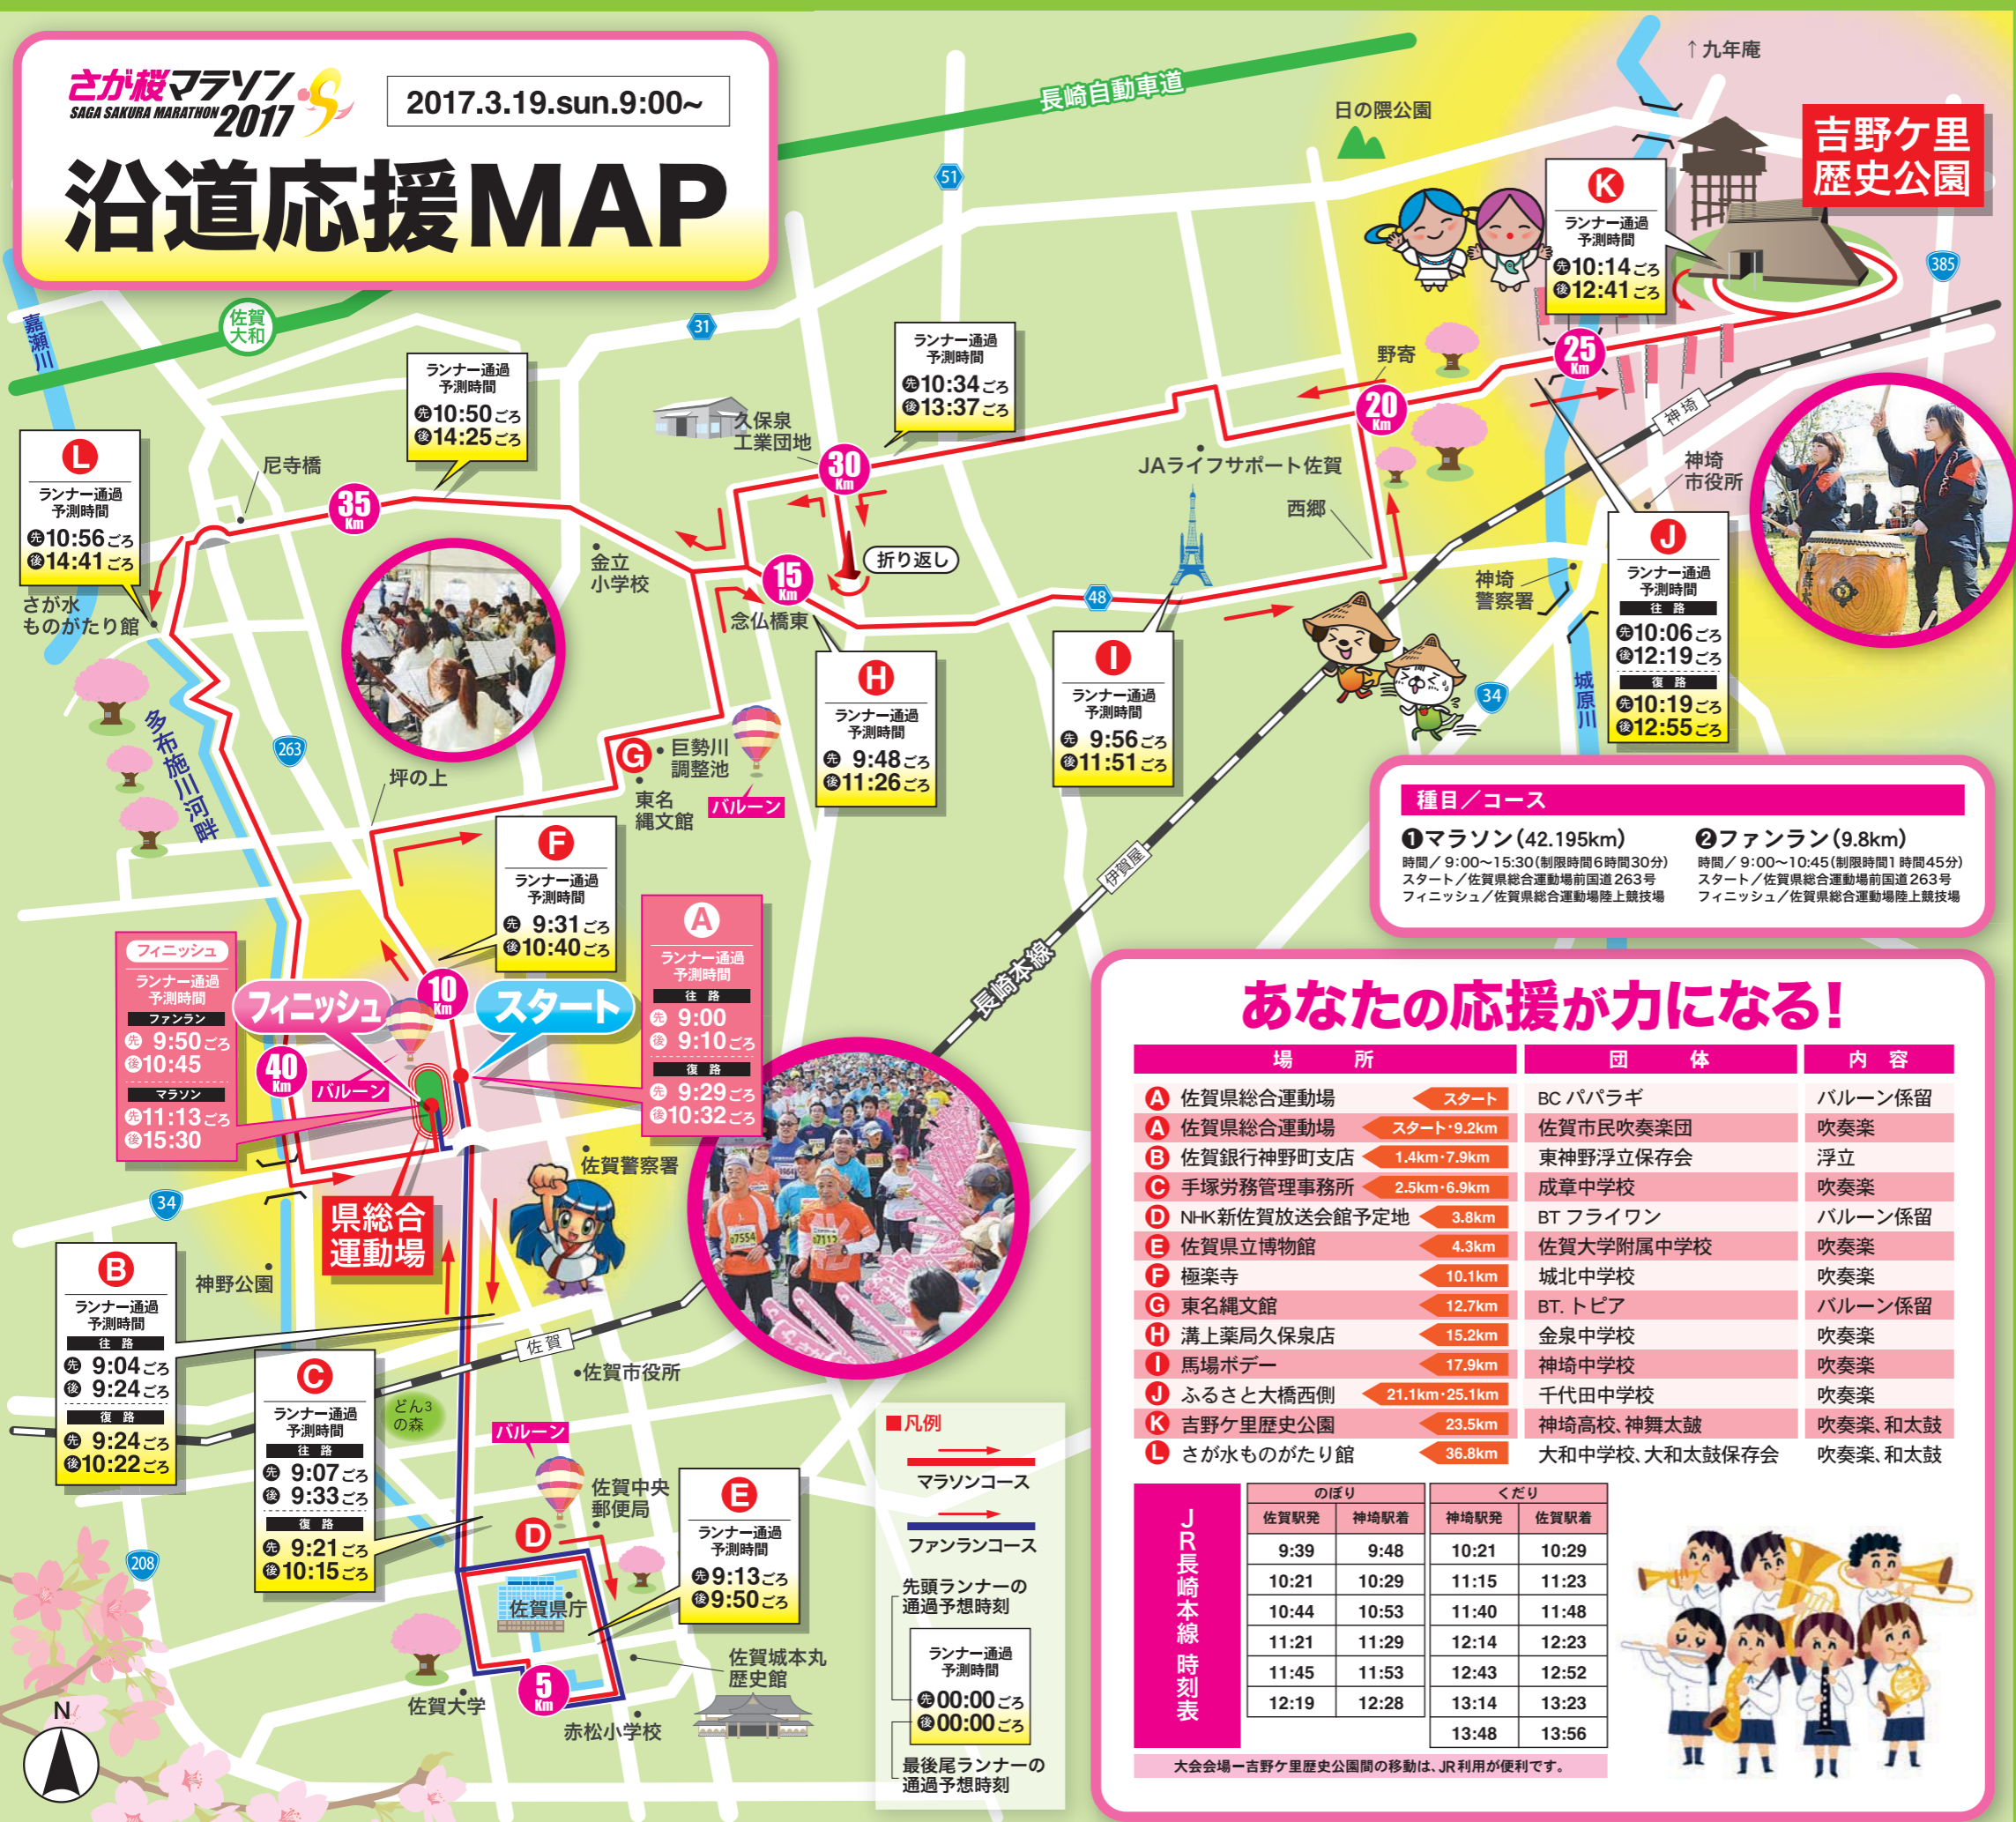 さが桜マラソン
SAGA SAKURA MARATHON 2017
2017.3.19.sun.9:00~
沿道応援MAP
↑九年庵
長崎自動車道
日の隈公園
吉野ケ里
歴史公園
K
ランナー通過
予測時間
先10:14ごろ
後12:41ごろ
51
385
嘉瀬川
佐賀
大和
31
ランナー通過
予測時間
先10:34ごろ
後13:37ごろ
野寄
25
Km
ランナー通過
予測時間
先10:50ごろ
後14:25ごろ
20
Km
神埼
久保泉
工業団地
L
ランナー通過
予測時間
先10:56ごろ
後14:41ごろ
尼寺橋
30
Km
JAライフサポート佐賀
神埼
市役所
35
Km
西郷
J
ランナー通過
予測時間
往路
先10:06ごろ
後12:19ごろ
復路
先10:19ごろ
後12:55ごろ
金立
小学校
折り返し
15
Km
神埼
警察署
さが水
ものがたり館
念仏橋東
48
H
ランナー通過
予測時間
先 9:48ごろ
後11:26ごろ
I
ランナー通過
予測時間
先 9:56ごろ
後11:51ごろ
城原川
34
多布施川河畔
263
G
巨勢川
調整池
坪の上
東名
縄文館
バルーン
種目／コース
❶マラソン(42.195km)
時間／9:00〜15:30(制限時間6時間30分)
スタート／佐賀県総合運動場前国道263号
フィニッシュ／佐賀県総合運動場陸上競技場
❷ファンラン(9.8km)
時間／9:00〜10:45(制限時間1時間45分)
スタート／佐賀県総合運動場前国道263号
フィニッシュ／佐賀県総合運動場陸上競技場
F
ランナー通過
予測時間
先 9:31ごろ
後10:40ごろ
伊賀屋
長崎本線
A
ランナー通過
予測時間
往路
先 9:00
後 9:10ごろ
復路
先 9:29ごろ
後10:32ごろ
フィニッシュ
ランナー通過
予測時間
ファンラン
先 9:50ごろ
後10:45
マラソン
先11:13ごろ
後15:30
フィニッシュ
10
Km
スタート
40
Km
バルーン
佐賀警察署
34
県総合
運動場
神野公園
B
ランナー通過
予測時間
往路
先 9:04ごろ
後 9:24ごろ
復路
先 9:24ごろ
後10:22ごろ
佐賀
•佐賀市役所
C
ランナー通過
予測時間
往路
先 9:07ごろ
後 9:33ごろ
復路
先 9:21ごろ
後10:15ごろ
どん3
の森
バルーン
佐賀中央
郵便局
D
E
ランナー通過
予測時間
先9:13ごろ
後9:50ごろ
208
佐賀県庁
佐賀城本丸
歴史館
5
Km
佐賀大学
赤松小学校
N
■凡例
マラソンコース
ファンランコース
先頭ランナーの
通過予想時刻
ランナー通過
予測時間
先00:00ごろ
後00:00ごろ
最後尾ランナーの
通過予想時刻
7554
711
あなたの応援が力になる!
場所 団体 内容
A 佐賀県総合運動場 スタート BC パパラギ バルーン係留
A 佐賀県総合運動場 スタート・9.2km 佐賀市民吹奏楽団 吹奏楽
B 佐賀銀行神野町支店 1.4km・7.9km 東神野浮立保存会 浮立
C 手塚労務管理事務所 2.5km・6.9km 成章中学校 吹奏楽
D NHK新佐賀放送会館予定地 3.8km BT フライワン バルーン係留
E 佐賀県立博物館 4.3km 佐賀大学附属中学校 吹奏楽
F 極楽寺 10.1km 城北中学校 吹奏楽
G 東名縄文館 12.7km BT. トピア バルーン係留
H 溝上薬局久保泉店 15.2km 金泉中学校 吹奏楽
I 馬場ボデー 17.9km 神埼中学校 吹奏楽
J ふるさと大橋西側 21.1km・25.1km 千代田中学校 吹奏楽
K 吉野ケ里歴史公園 23.5km 神埼高校、神舞太鼓 吹奏楽、和太鼓
L さが水ものがたり館 36.8km 大和中学校、大和太鼓保存会 吹奏楽、和太鼓
JR長崎本線 時刻表
のぼり くだり
佐賀駅発 神埼駅着 神埼駅発 佐賀駅着
9:39 9:48 10:21 10:29
10:21 10:29 11:15 11:23
10:44 10:53 11:40 11:48
11:21 11:29 12:14 12:23
11:45 11:53 12:43 12:52
12:19 12:28 13:14 13:23
13:48 13:56
大会会場ー吉野ケ里歴史公園間の移動は、JR利用が便利です。